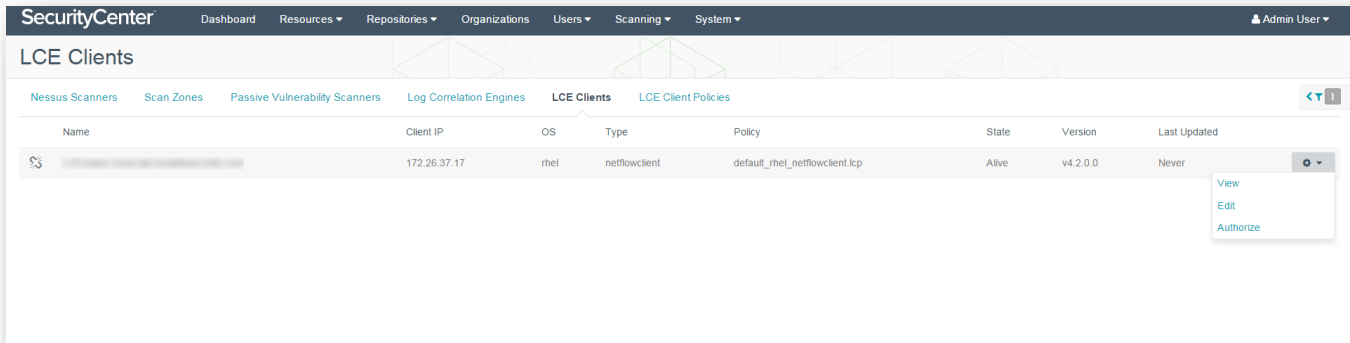 SecurityCenter Dashboard Resources Repositories Organizations Users Scanning System Admin User
LCE Clients
Nessus Scanners Scan Zones Passive Vulnerability Scanners Log Correlation Engines LCE Clients LCE Client Policies 1
Name Client IP OS Type Policy State Version Last Updated
172.26.37.17 rhel netflowclient default_rhel_netflowclient.lcp Alive v4.2.0.0 Never
View
Edit
Authorize